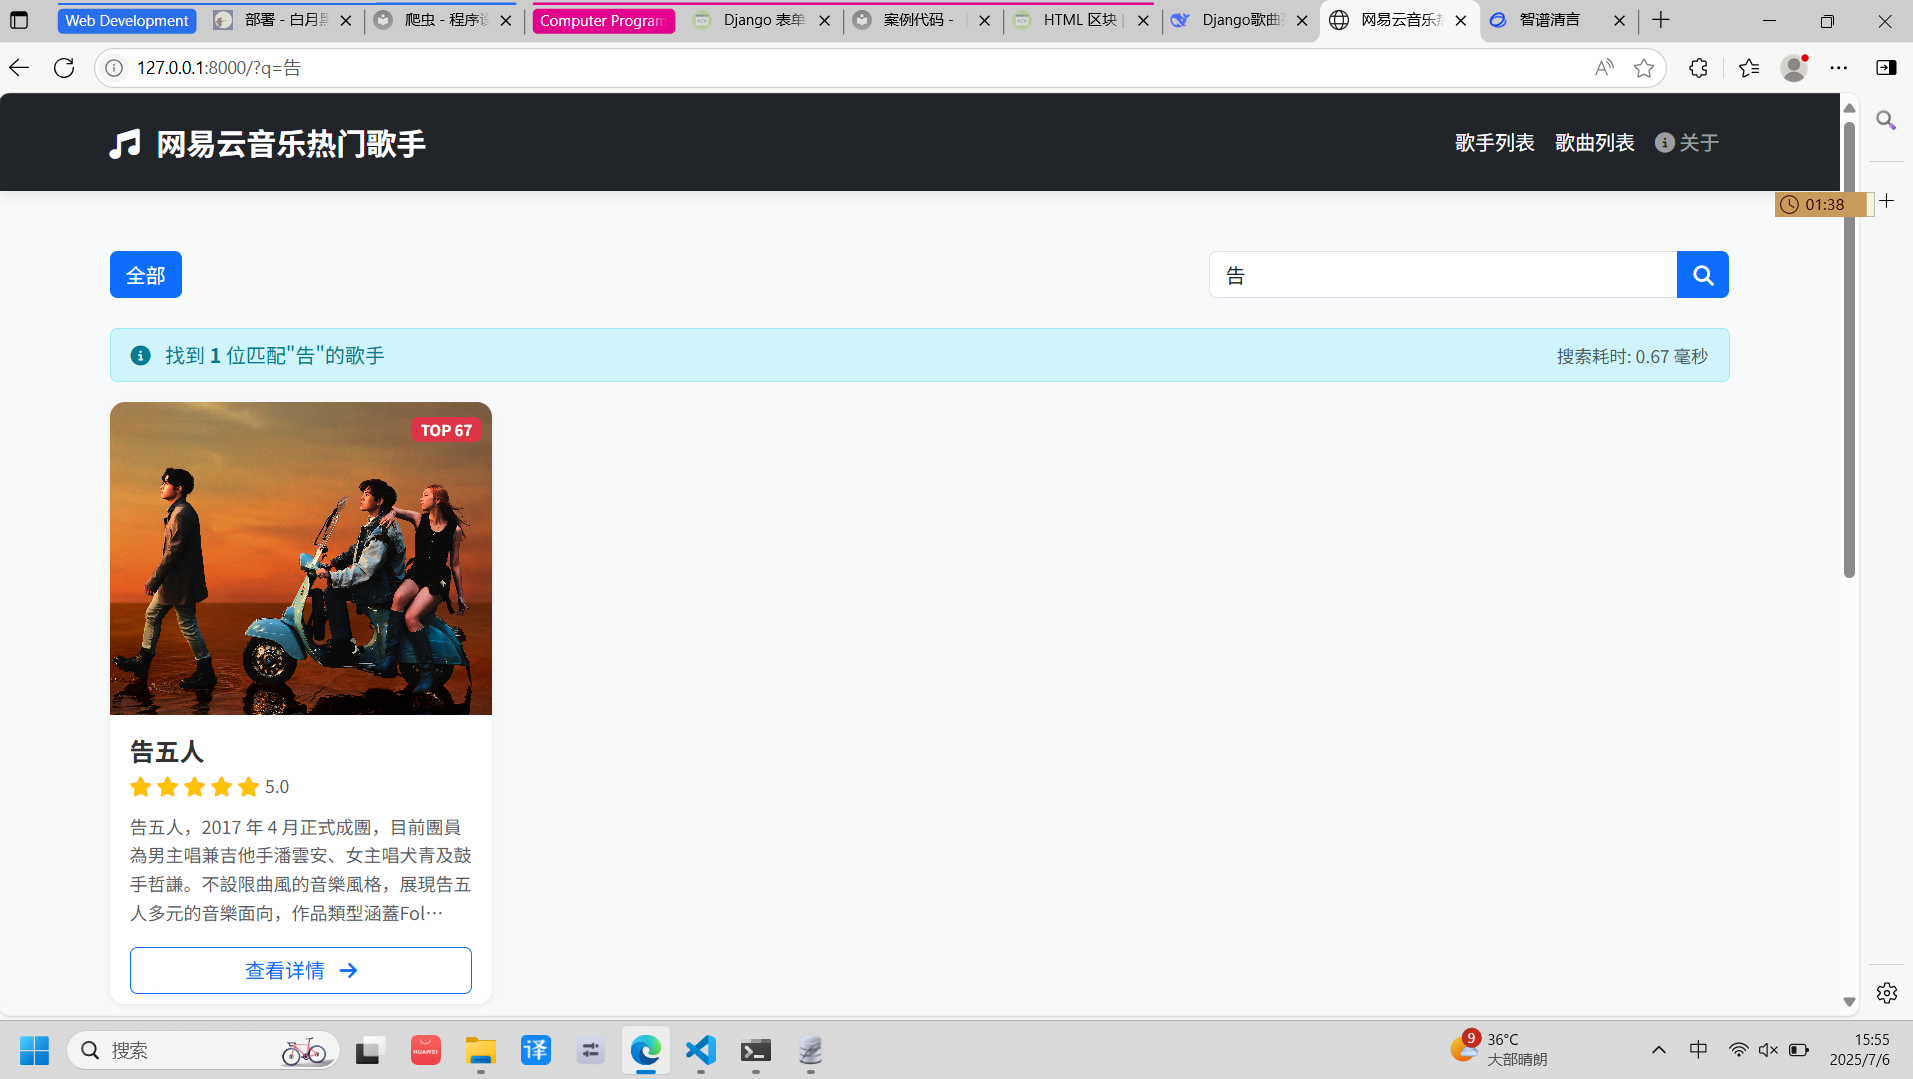 Web Development
部署 - 白月
爬虫 - 程序
Computer Program
Django 表单
案例代码 -
HTML 区块 |
Django歌曲
网易云音乐
智谱清言
127.0.0.1:8000/?q=告
网易云音乐热门歌手
歌手列表 歌曲列表 关于
01:38
全部
告
找到 1 位匹配"告"的歌手
搜索耗时: 0.67 毫秒
TOP 67
告五人
5.0
告五人，2017 年 4 月正式成團，目前團員
為男主唱兼吉他手潘雲安、女主唱犬青及鼓
手哲謙。不設限曲風的音樂風格，展現告五
人多元的音樂面向，作品類型涵蓋Fol…
查看详情
搜索
HUAWEI
译
9
36°C
大部晴朗
中
15:55
2025/7/6